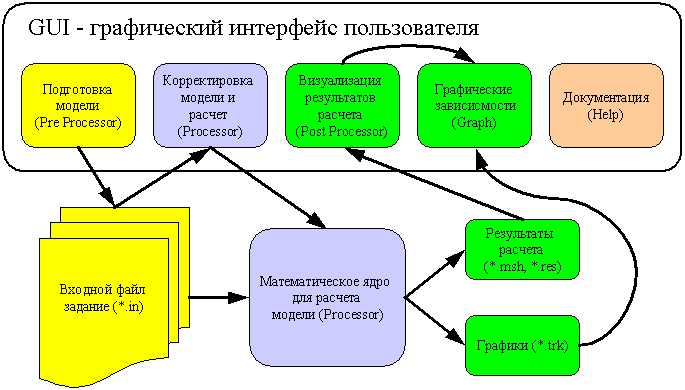 GUI - графический интерфейс пользователя
Подготовка
модели
(Pre Processor)
Корректировка
модели и
расчет
(Processor)
Визуализация
результатов
расчета
(Post Processor)
Графические
зависисмости
(Graph)
Документация
(Help)
Входной файл
задание (*.in)
Математическое ядро
для расчета
модели (Processor)
Результаты
расчета
(*.msh, *.res)
Графики (*.trk)